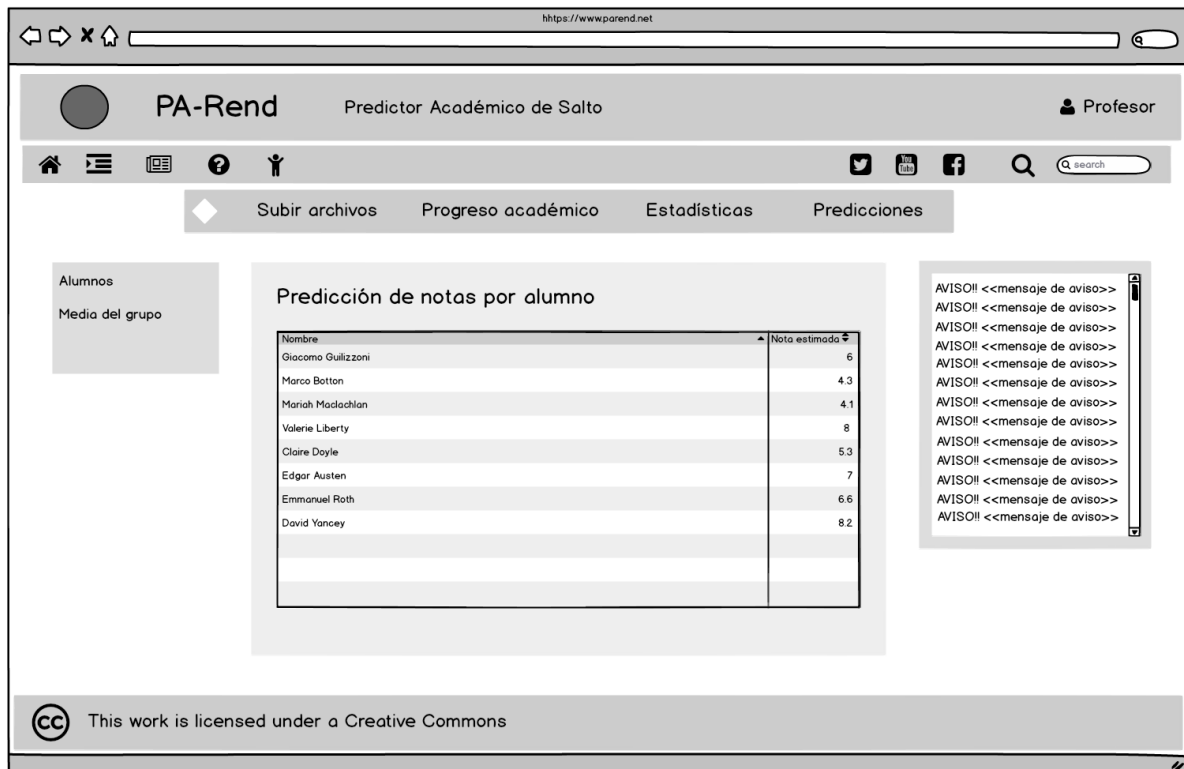 hhtps://www.parend.net
PA-Rend
Predictor Académico de Salto
Profesor
You Tube
search
Subir archivos
Progreso académico
Estadísticas
Predicciones
Alumnos
Media del grupo
Predicción de notas por alumno
Nombre Nota estimada
Giacomo Guilizzoni 6
Marco Botton 4.3
Mariah Maclachlan 4.1
Valerie Liberty 8
Claire Doyle 5.3
Edgar Austen 7
Emmanuel Roth 6.6
David Yancey 8.2
AVISO!! <<mensaje de aviso>>
AVISO!! <<mensaje de aviso>>
AVISO!! <<mensaje de aviso>>
AVISO!! <<mensaje de aviso>>
AVISO!! <<mensaje de aviso>>
AVISO!! <<mensaje de aviso>>
AVISO!! <<mensaje de aviso>>
AVISO!! <<mensaje de aviso>>
AVISO!! <<mensaje de aviso>>
AVISO!! <<mensaje de aviso>>
AVISO!! <<mensaje de aviso>>
AVISO!! <<mensaje de aviso>>
AVISO!! <<mensaje de aviso>>
cc This work is licensed under a Creative Commons